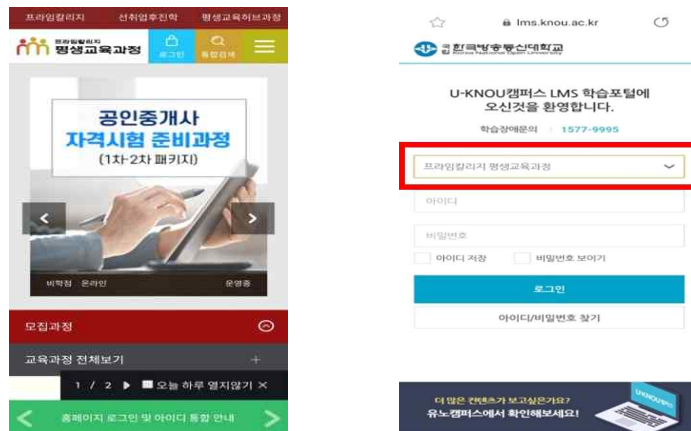 프라임칼리지 선취업후진학 평생교육허브과정
프라임칼리지
평생교육과정
로그인
통합검색
공인중개사
자격시험 준비과정
(1차·2차 패키지)
비학점 온라인 운영중
모집과정
교육과정 전체보기 +
1 / 2 ▶ 오늘 하루 열지않기 ×
홈페이지 로그인 및 아이디 통합 안내
lms.knou.ac.kr
국립 한국방송통신대학교
Korea National Open University
U-KNOU캠퍼스 LMS 학습포털에
오신것을 환영합니다.
학습장애문의 | 1577-9995
프라임칼리지 평생교육과정
아이디
비밀번호
아이디 저장 비밀번호 보이기
로그인
아이디/비밀번호 찾기
더 많은 컨텐츠가 보고싶은가요?
유노캠퍼스에서 확인해보세요!
UKNOU캠퍼스